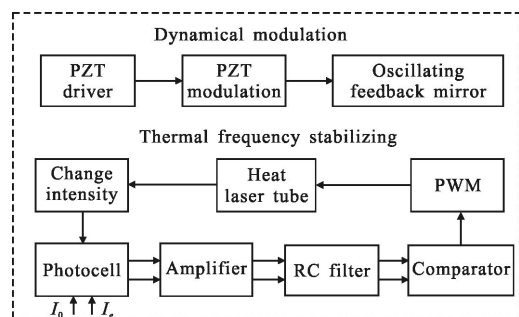 Dynamical modulation
PZT
driver
PZT
modulation
Oscillating
feedback mirror
Thermal frequency stabilizing
Change
intensity
Heat
laser tube
PWM
Photocell
Amplifier
RC filter
Comparator
I₀ Iₑ